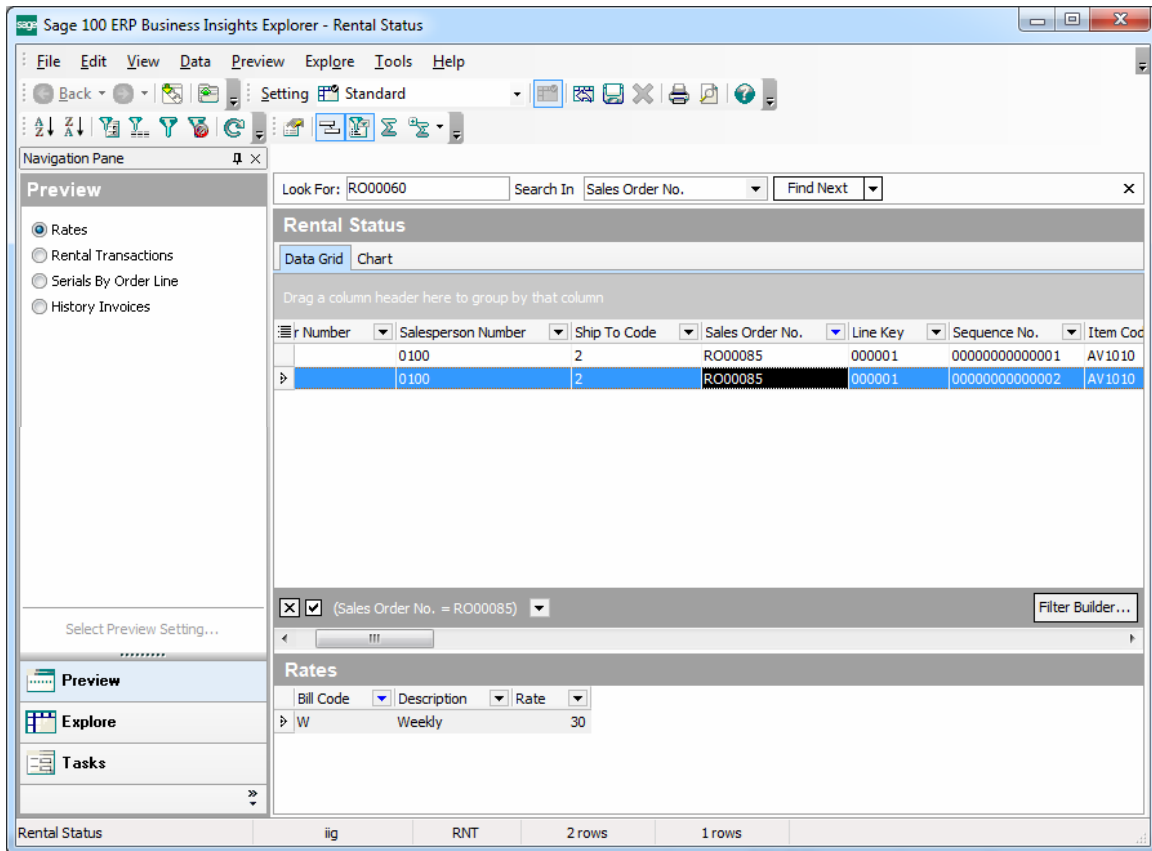 sage Sage 100 ERP Business Insights Explorer - Rental Status
File Edit View Data Preview Explore Tools Help
Back Setting Standard
Navigation Pane
Preview
Rates
Rental Transactions
Serials By Order Line
History Invoices
Select Preview Setting...
Preview
Explore
Tasks
Look For: RO00060 Search In Sales Order No. Find Next
Rental Status
Data Grid Chart
Drag a column header here to group by that column
r Number Salesperson Number Ship To Code Sales Order No. Line Key Sequence No. Item Cod
0100 2 RO00085 000001 00000000000001 AV1010
0100 2 RO00085 000001 00000000000002 AV1010
(Sales Order No. = RO00085) Filter Builder...
Rates
Bill Code Description Rate
W Weekly 30
Rental Status iig RNT 2 rows 1 rows